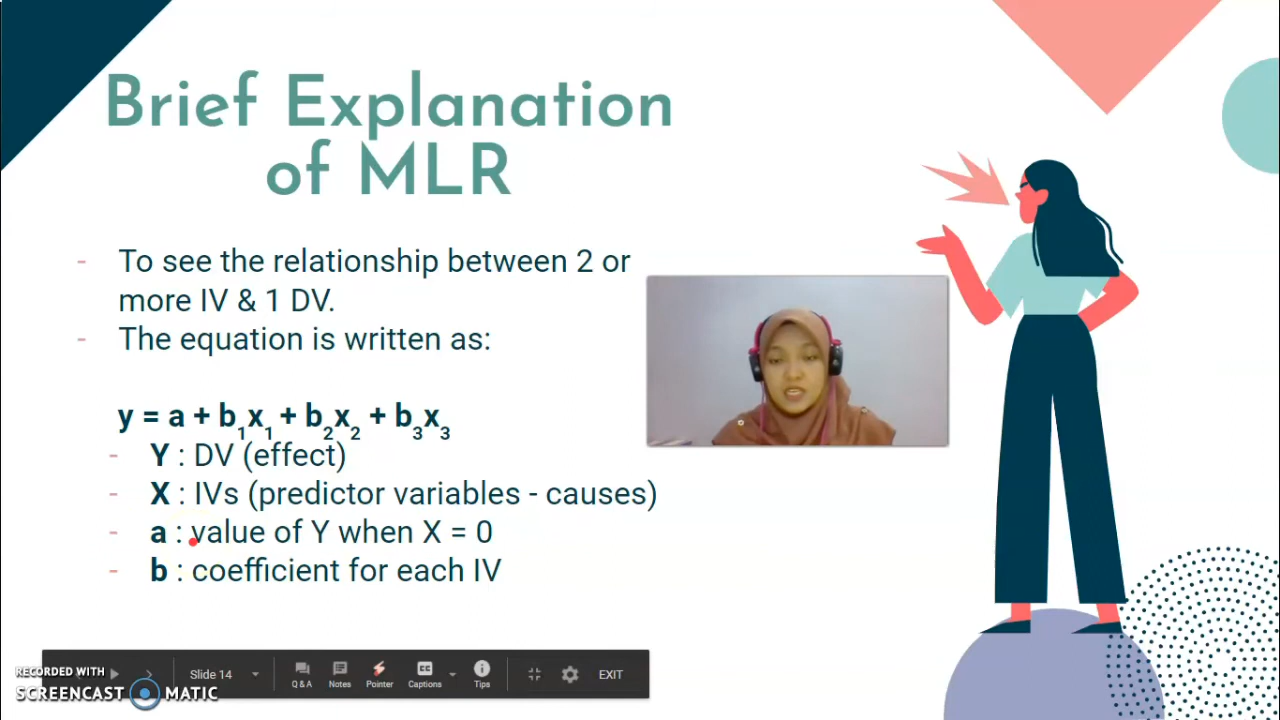 Brief Explanation
of MLR
- To see the relationship between 2 or
more IV & 1 DV.
- The equation is written as:
y = a + b₁x₁ + b₂x₂ + b₃x₃
- Y : DV (effect)
- X : IVs (predictor variables - causes)
- a : value of Y when X = 0
- b : coefficient for each IV
Slide 14
Q & A
Notes
Pointer
CC
Captions
Tips
EXIT
RECORDED WITH
SCREENCAST MATIC